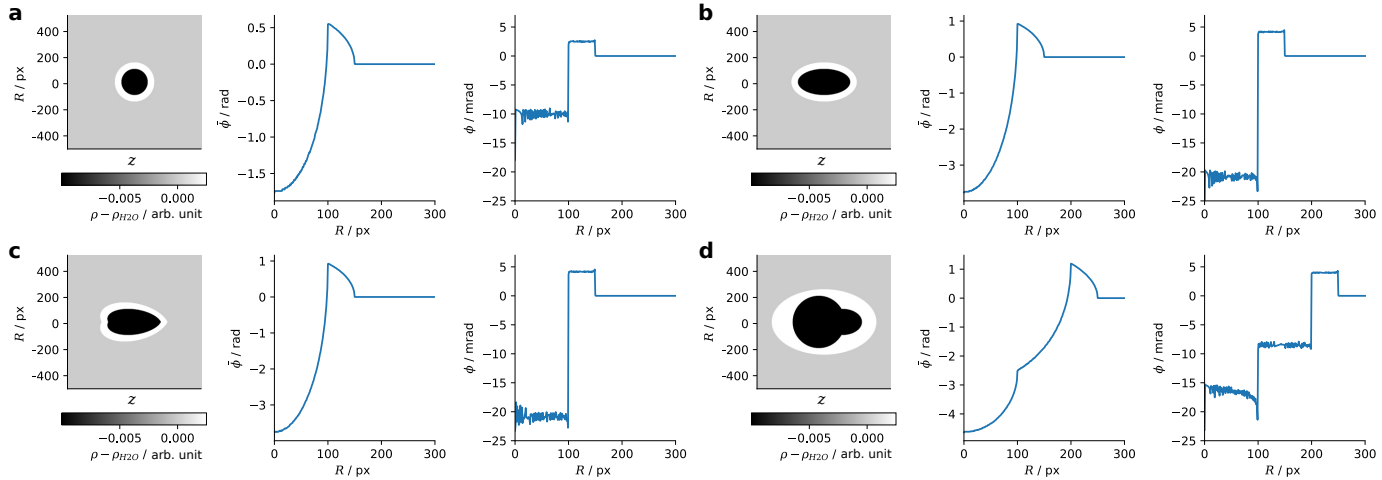 a
R / px
400
200
0
-200
-400
z
−0.005 0.000
ρ − ρH2O / arb. unit
ϕ̄ / rad
0.5
0.0
−0.5
−1.0
−1.5
0 100 200 300
R / px
ϕ / mrad
5
0
−5
−10
−15
−20
−25
0 100 200 300
R / px
b
R / px
400
200
0
-200
-400
z
−0.005 0.000
ρ − ρH2O / arb. unit
ϕ̄ / rad
1
0
−1
−2
−3
0 100 200 300
R / px
ϕ / mrad
5
0
−5
−10
−15
−20
−25
0 100 200 300
R / px
c
R / px
400
200
0
-200
-400
z
−0.005 0.000
ρ − ρH2O / arb. unit
ϕ̄ / rad
1
0
−1
−2
−3
0 100 200 300
R / px
ϕ / mrad
5
0
−5
−10
−15
−20
−25
0 100 200 300
R / px
d
R / px
400
200
0
-200
-400
z
−0.005 0.000
ρ − ρH2O / arb. unit
ϕ̄ / rad
1
0
−1
−2
−3
−4
0 100 200 300
R / px
ϕ / mrad
5
0
−5
−10
−15
−20
−25
0 100 200 300
R / px